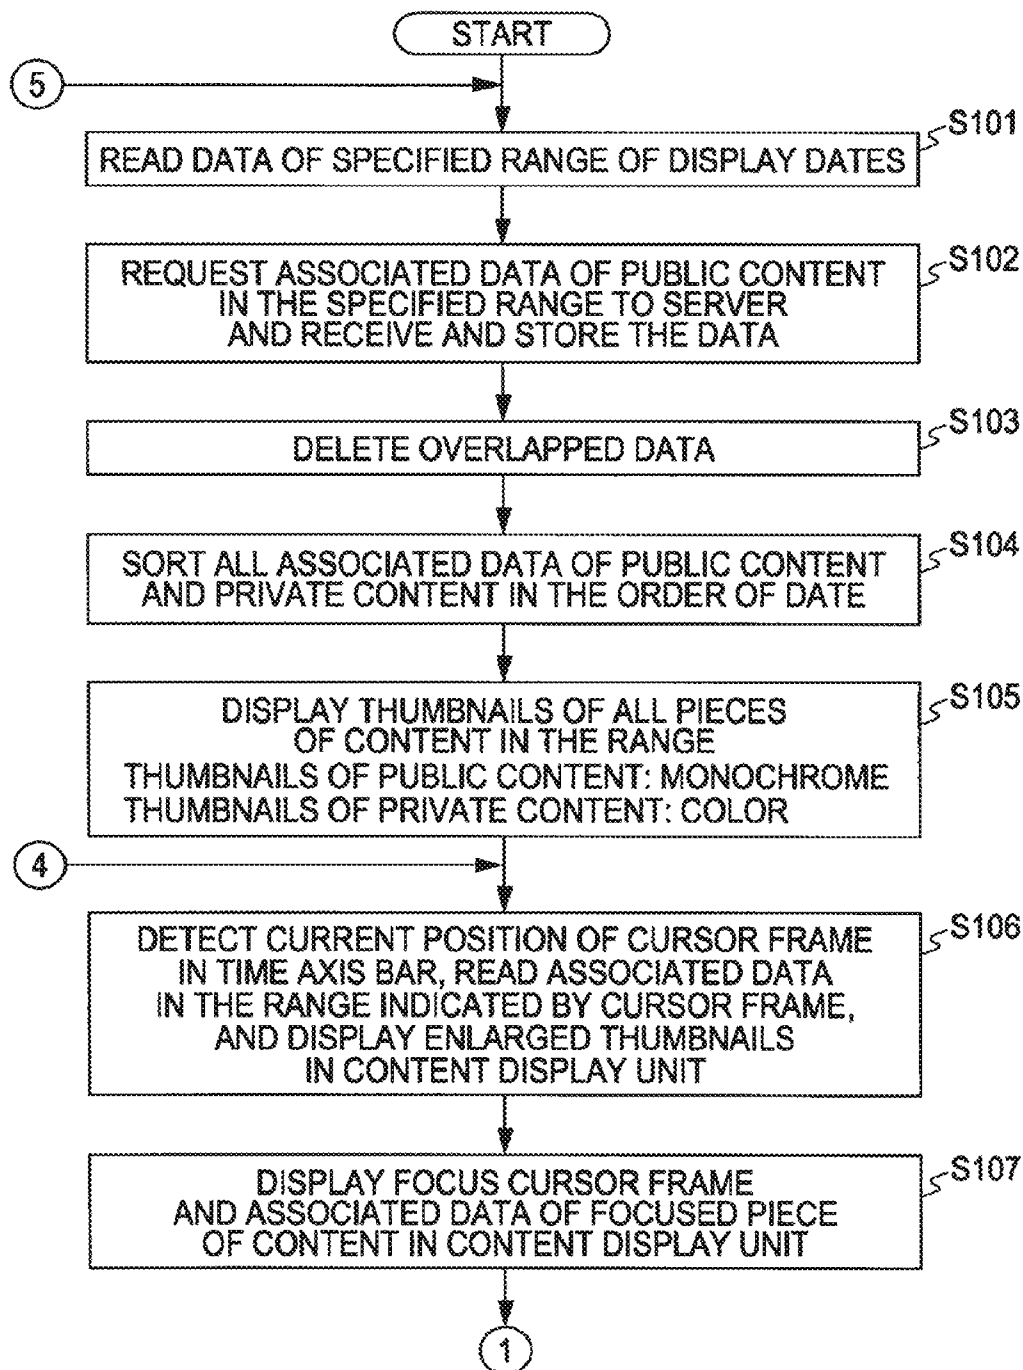 START
5
S101
READ DATA OF SPECIFIED RANGE OF DISPLAY DATES
S102
REQUEST ASSOCIATED DATA OF PUBLIC CONTENT
IN THE SPECIFIED RANGE TO SERVER
AND RECEIVE AND STORE THE DATA
S103
DELETE OVERLAPPED DATA
S104
SORT ALL ASSOCIATED DATA OF PUBLIC CONTENT
AND PRIVATE CONTENT IN THE ORDER OF DATE
S105
DISPLAY THUMBNAILS OF ALL PIECES
OF CONTENT IN THE RANGE
THUMBNAILS OF PUBLIC CONTENT: MONOCHROME
THUMBNAILS OF PRIVATE CONTENT: COLOR
4
S106
DETECT CURRENT POSITION OF CURSOR FRAME
IN TIME AXIS BAR, READ ASSOCIATED DATA
IN THE RANGE INDICATED BY CURSOR FRAME,
AND DISPLAY ENLARGED THUMBNAILS
IN CONTENT DISPLAY UNIT
S107
DISPLAY FOCUS CURSOR FRAME
AND ASSOCIATED DATA OF FOCUSED PIECE
OF CONTENT IN CONTENT DISPLAY UNIT
1